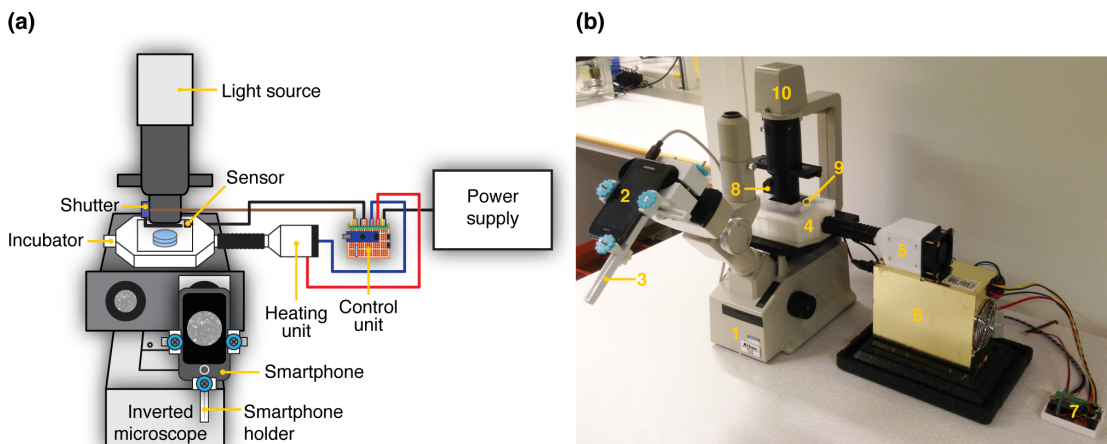 (a)
Light source
Sensor
Shutter
Incubator
Power
supply
Heating
unit
Control
unit
Smartphone
Inverted
microscope
Smartphone
holder
(b)
10
2
9
8
4
5
3
6
1
Nikon
7